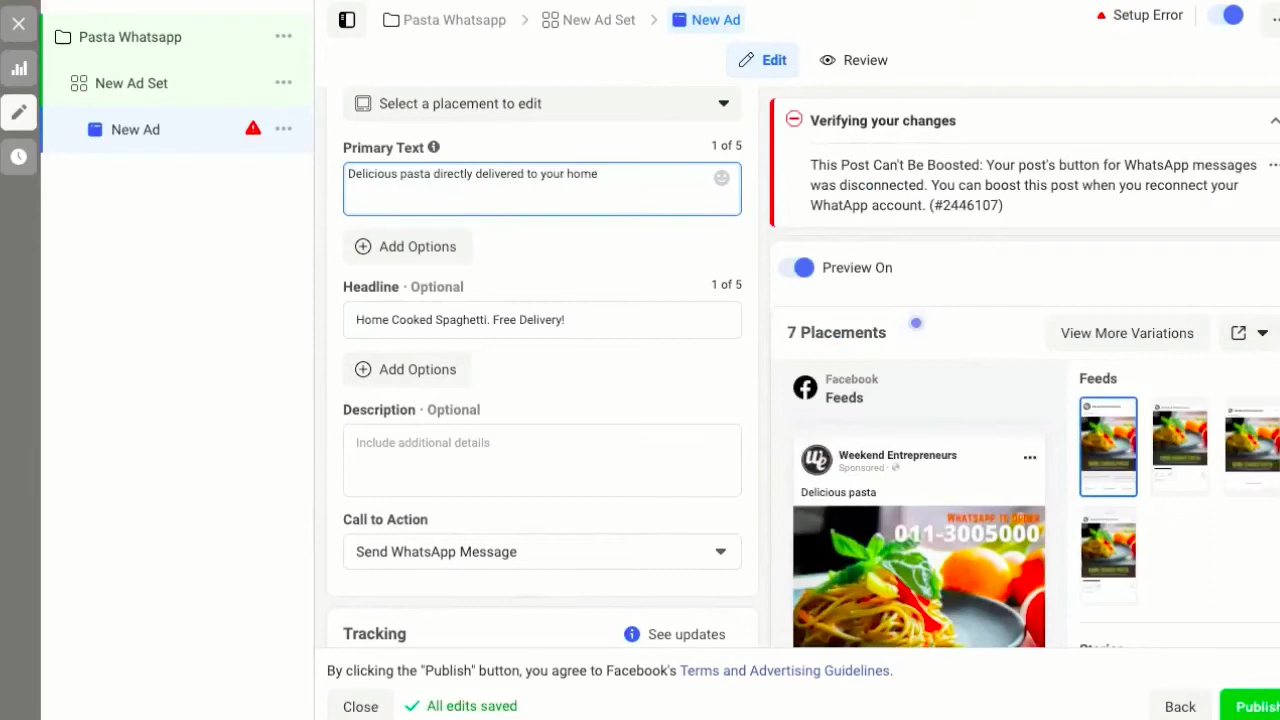 Pasta Whatsapp
New Ad Set
New Ad
Pasta Whatsapp
New Ad Set
New Ad
Setup Error
Edit
Review
Select a placement to edit
Primary Text
1 of 5
Delicious pasta directly delivered to your home
Add Options
Headline · Optional
1 of 5
Home Cooked Spaghetti. Free Delivery!
Add Options
Description · Optional
Include additional details
Call to Action
Send WhatsApp Message
Tracking
See updates
Verifying your changes
This Post Can't Be Boosted: Your post's button for WhatsApp messages
was disconnected. You can boost this post when you reconnect your
WhatApp account. (#2446107)
Preview On
7 Placements
View More Variations
Facebook
Feeds
Feeds
We
Weekend Entrepreneurs
Sponsored ·
Delicious pasta
WHATSAPP TO ORDER
011-3005000
By clicking the "Publish" button, you agree to Facebook's Terms and Advertising Guidelines.
Close
All edits saved
Back
Publish